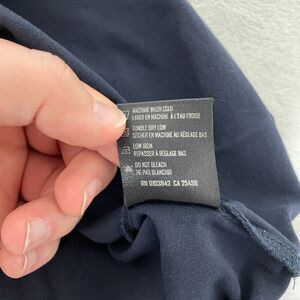 MACHINE WASH COLD
LAVER EN MACHINE À L'EAU FROIDE
TUMBLE DRY LOW
SÉCHER EN MACHINE AU RÉGLAGE BAS
LOW IRON
REPASSER À RÉGLAGE BAS
DO NOT BLEACH
NE PAS BLANCHIR
RN 0103842 CA 25459